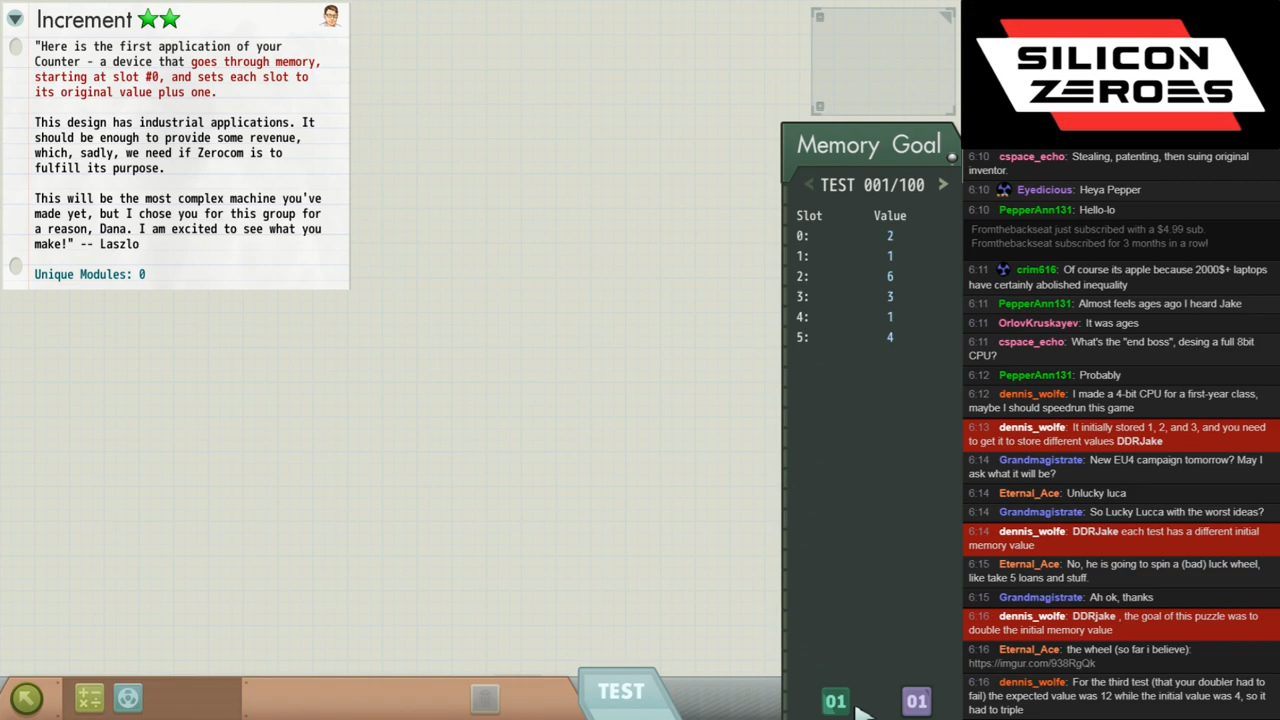 Increment
"Here is the first application of your
Counter - a device that goes through memory,
starting at slot #0, and sets each slot to
its original value plus one.
This design has industrial applications. It
should be enough to provide some revenue,
which, sadly, we need if Zerocom is to
fulfill its purpose.
This will be the most complex machine you've
made yet, but I chose you for this group for
a reason, Dana. I am excited to see what you
make!" -- Laszlo
Unique Modules: 0
Memory Goal
< TEST 001/100 >
Slot Value
0: 2
1: 1
2: 6
3: 3
4: 1
5: 4
01 01
TEST
SILICON
ZEROES
6:10 cspace_echo: Stealing, patenting, then suing original
inventor.
6:10 Eyedicious: Heya Pepper
6:10 PepperAnn131: Hello-lo
Fromthebackseat just subscribed with a $4.99 sub.
Fromthebackseat subscribed for 3 months in a row!
6:11 crim616: Of course its apple because 2000$+ laptops
have certainly abolished inequality
6:11 PepperAnn131: Almost feels ages ago I heard Jake
6:11 OrlovKruskayev: It was ages
6:11 cspace_echo: What's the "end boss", desing a full 8bit
CPU?
6:12 PepperAnn131: Probably
6:12 dennis_wolfe: I made a 4-bit CPU for a first-year class,
maybe I should speedrun this game
6:13 dennis_wolfe: It initially stored 1, 2, and 3, and you need
to get it to store different values DDRJake
6:14 Grandmagistrate: New EU4 campaign tomorrow? May I
ask what it will be?
6:14 Eternal_Ace: Unlucky luca
6:14 Grandmagistrate: So Lucky Lucca with the worst ideas?
6:14 dennis_wolfe: DDRJake each test has a different initial
memory value
6:15 Eternal_Ace: No, he is going to spin a (bad) luck wheel,
like take 5 loans and stuff.
6:15 Grandmagistrate: Ah ok, thanks
6:16 dennis_wolfe: DDRjake , the goal of this puzzle was to
double the initial memory value
6:16 Eternal_Ace: the wheel (so far i believe):
https://imgur.com/938RgQk
6:16 dennis_wolfe: For the third test (that your doubler had to
fail) the expected value was 12 while the initial value was 4, so it
had to triple